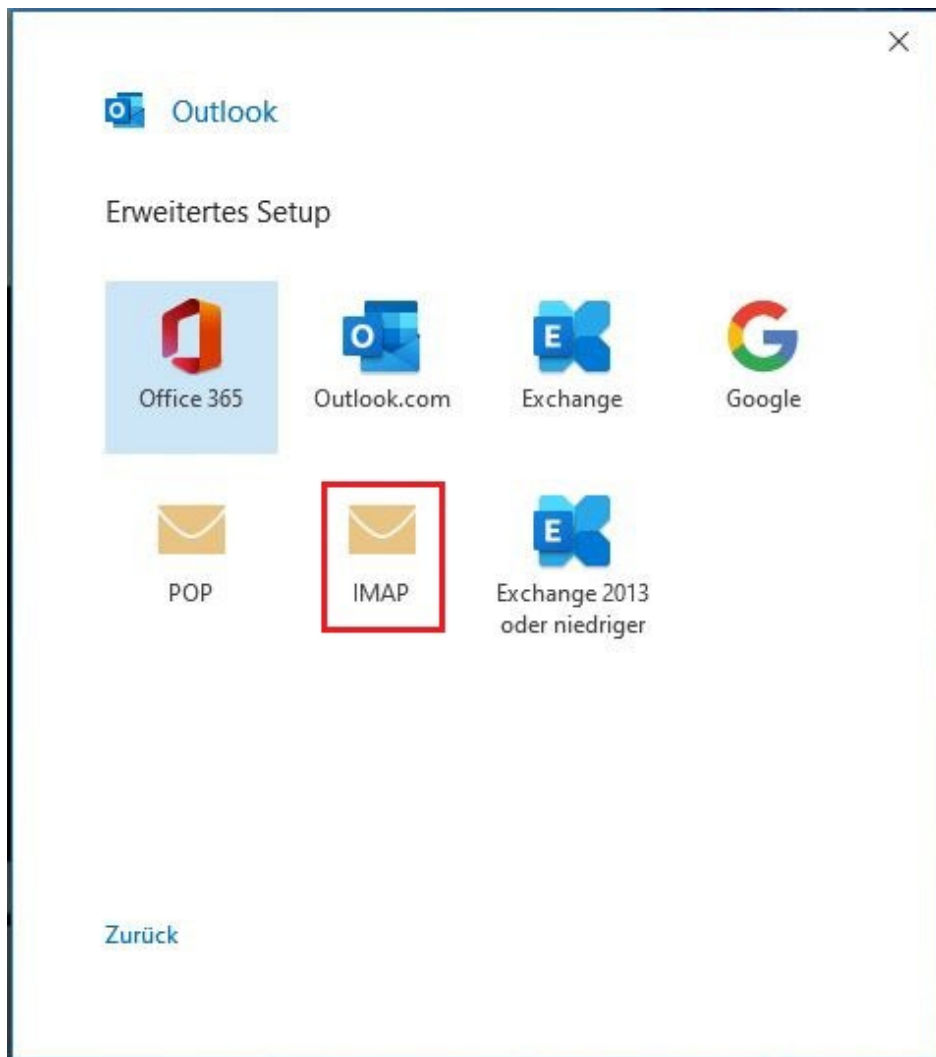 Outlook
Erweitertes Setup
Office 365
Outlook.com
Exchange
Google
POP
IMAP
Exchange 2013
oder niedriger
Zurück